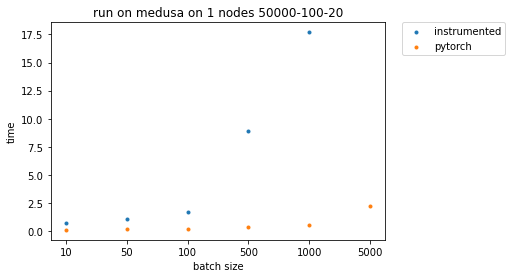 run on medusa on 1 nodes 50000-100-20
instrumented
pytorch
time
17.5
15.0
12.5
10.0
7.5
5.0
2.5
0.0
10 50 100 500 1000 5000
batch size